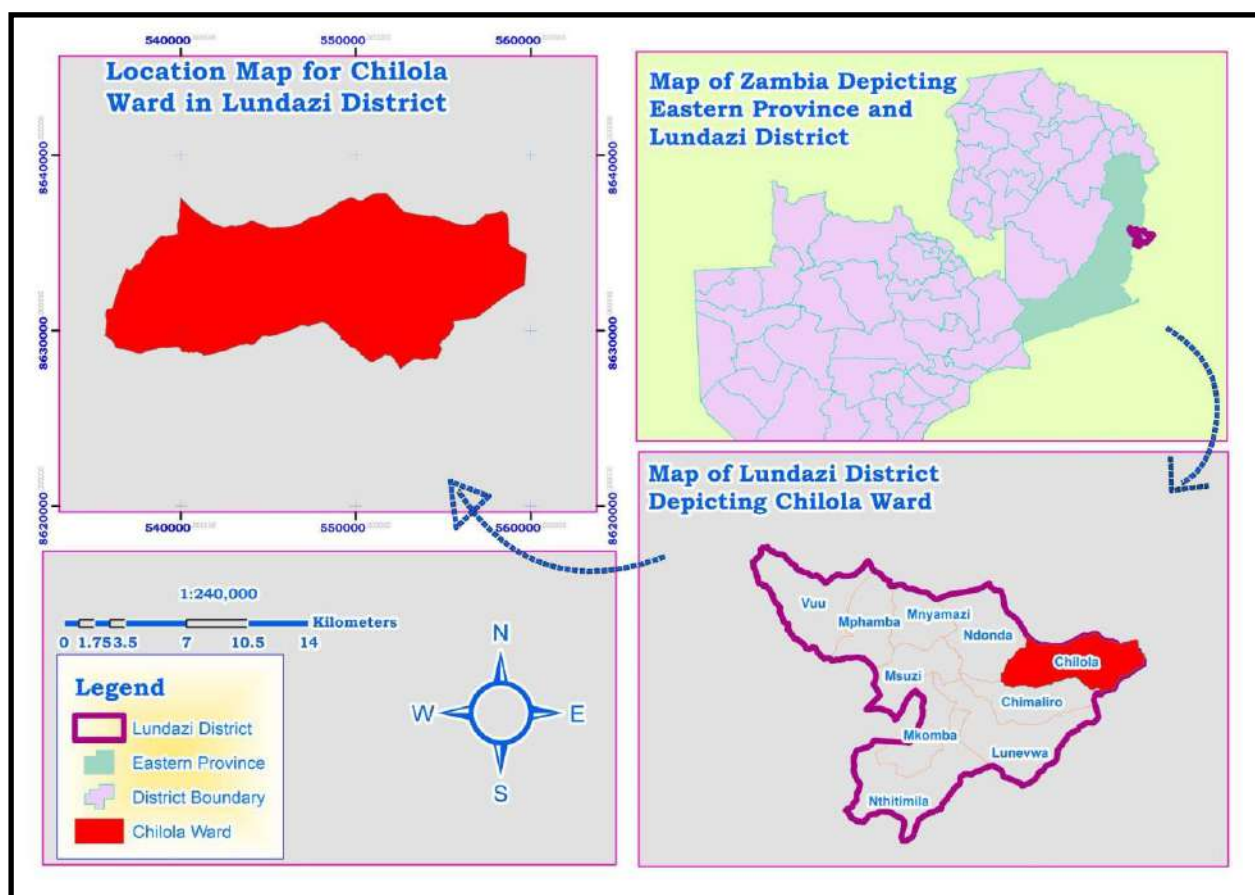 540000 550000 560000
Location Map for Chilola
Ward in Lundazi District
8640000 8640000
8630000 8630000
8620000 8620000
540000 550000 560000
Map of Zambia Depicting
Eastern Province and
Lundazi District
1:240,000
Kilometers
0 1.75 3.5 7 10.5 14
Legend
Lundazi District
Eastern Province
District Boundary
Chilola Ward
N
W E
S
Map of Lundazi District
Depicting Chilola Ward
Vuu
Mphamba
Mnyamazi
Ndonda
Chilola
Msuzi
Chimaliro
Mkomba
Lunevwa
Nthitimila